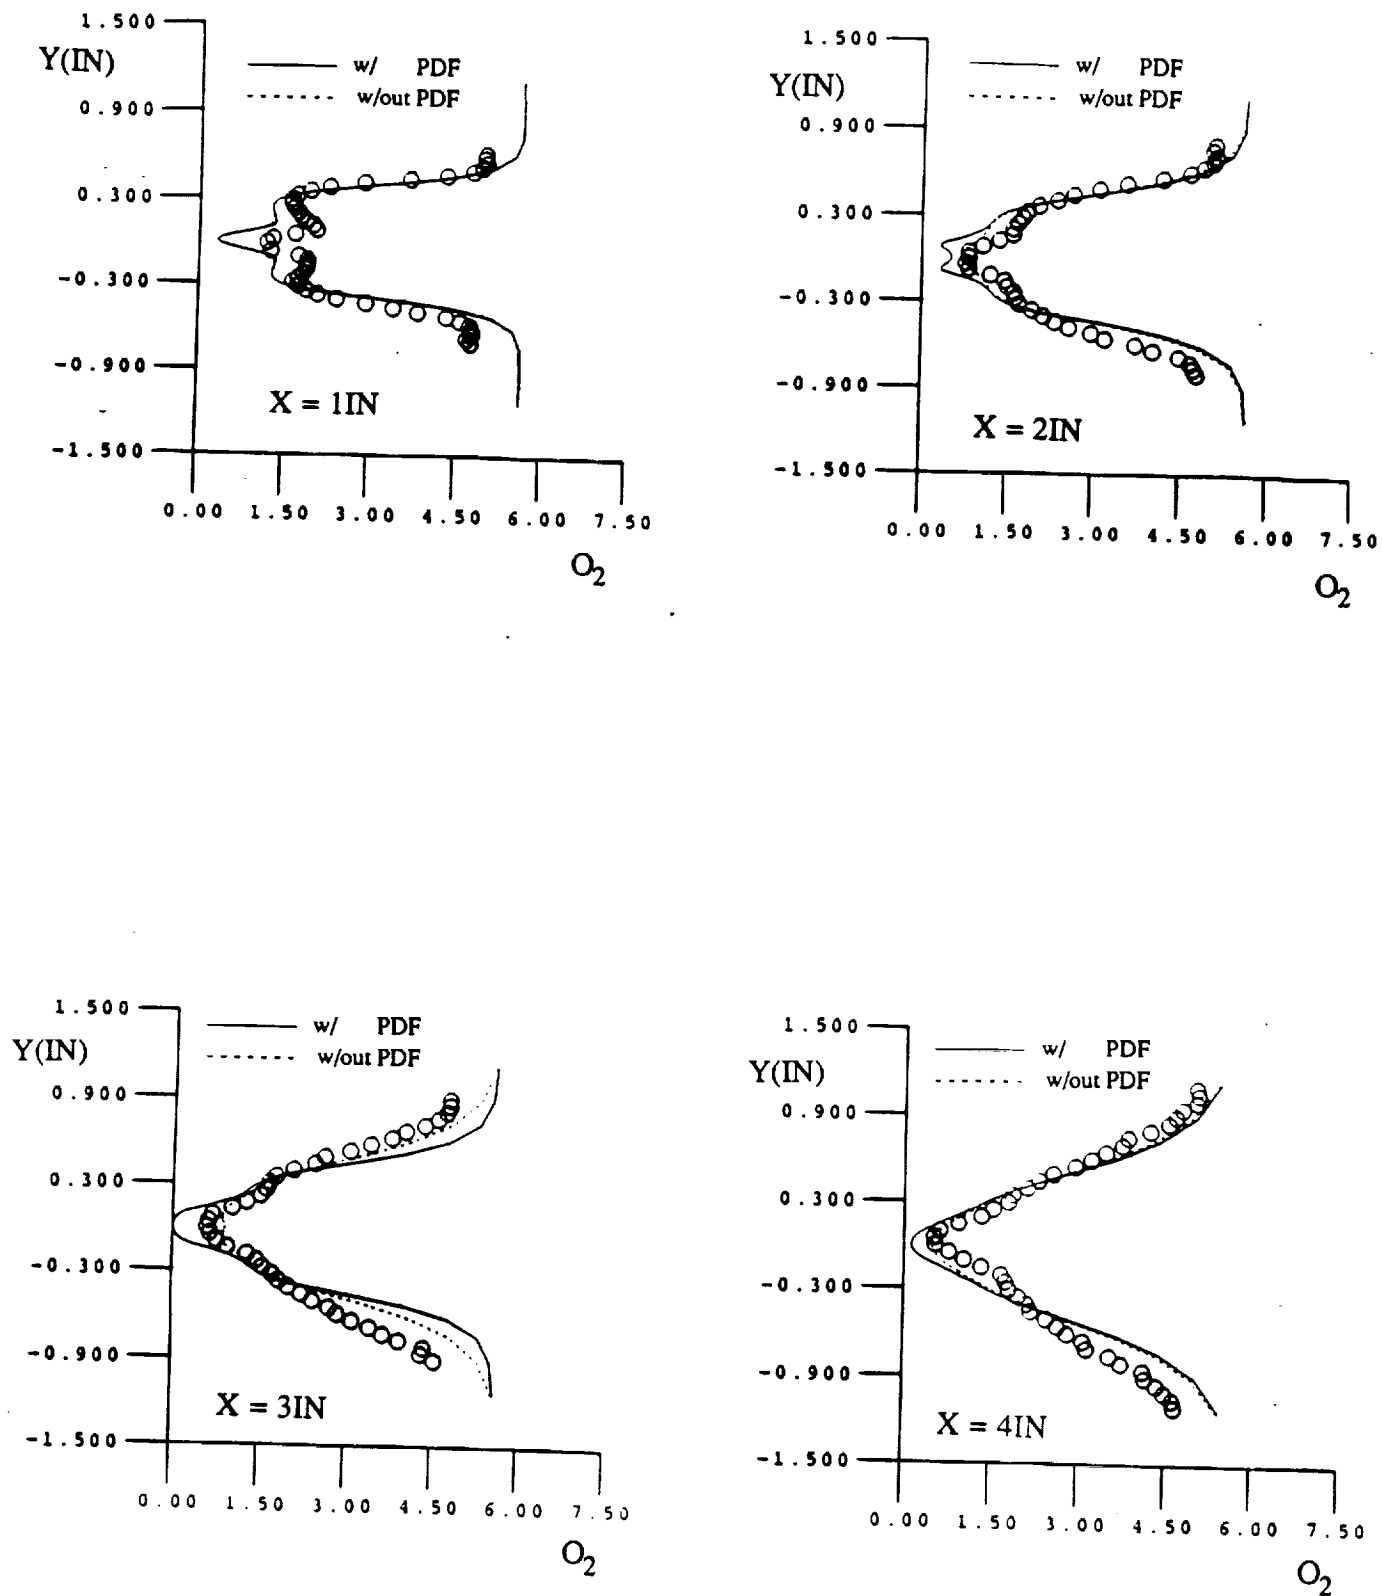 1.500
Y(IN)
w/ PDF
w/out PDF
0.900
0.300
-0.300
-0.900
X = 1IN
-1.500
0.00 1.50 3.00 4.50 6.00 7.50
O2
1.500
Y(IN)
w/ PDF
w/out PDF
0.900
0.300
-0.300
-0.900
X = 2IN
-1.500
0.00 1.50 3.00 4.50 6.00 7.50
O2
1.500
Y(IN)
w/ PDF
w/out PDF
0.900
0.300
-0.300
-0.900
X = 3IN
-1.500
0.00 1.50 3.00 4.50 6.00 7.50
O2
1.500
Y(IN)
w/ PDF
w/out PDF
0.900
0.300
-0.300
-0.900
X = 4IN
-1.500
0.00 1.50 3.00 4.50 6.00 7.50
O2